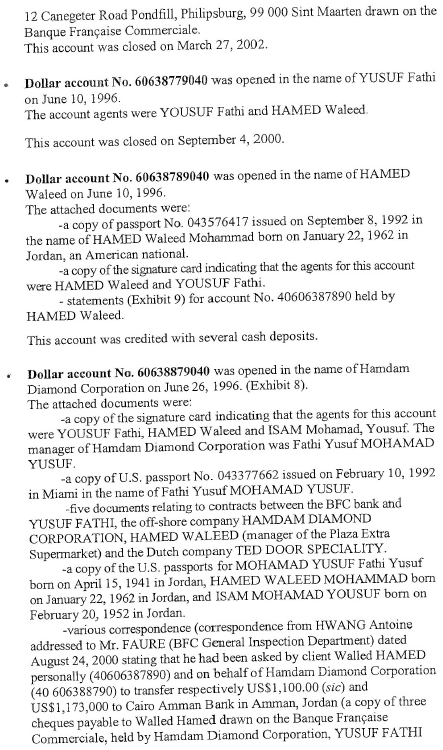 12 Canegeter Road Pondfill, Philipsburg, 99 000 Sint Maarten drawn on the
Banque Française Commerciale.
This account was closed on March 27, 2002.
• Dollar account No. 60638779040 was opened in the name of YUSUF Fathi
on June 10, 1996.
The account agents were YOUSUF Fathi and HAMED Waleed.
This account was closed on September 4, 2000.
• Dollar account No. 60638789040 was opened in the name of HAMED
Waleed on June 10, 1996.
The attached documents were:
-a copy of passport No. 043576417 issued on September 8, 1992 in
the name of HAMED Waleed Mohammad born on January 22, 1962 in
Jordan, an American national.
-a copy of the signature card indicating that the agents for this account
were HAMED Waleed and YOUSUF Fathi.
- statements (Exhibit 9) for account No. 40606387890 held by
HAMED Waleed.
This account was credited with several cash deposits.
• Dollar account No. 60638879040 was opened in the name of Hamdam
Diamond Corporation on June 26, 1996. (Exhibit 8).
The attached documents were:
-a copy of the signature card indicating that the agents for this account
were YOUSUF Fathi, HAMED Waleed and ISAM Mohamad, Yousuf. The
manager of Hamdam Diamond Corporation was Fathi Yusuf MOHAMAD
YUSUF.
-a copy of U.S. passport No. 043377662 issued on February 10, 1992
in Miami in the name of Fathi Yusuf MOHAMAD YUSUF.
-five documents relating to contracts between the BFC bank and
YUSUF FATHI, the off-shore company HAMDAM DIAMOND
CORPORATION, HAMED WALEED (manager of the Plaza Extra
Supermarket) and the Dutch company TED DOOR SPECIALITY.
-a copy of the U.S. passports for MOHAMAD YUSUF Fathi Yusuf
born on April 15, 1941 in Jordan, HAMED WALEED MOHAMMAD born
on January 22, 1962 in Jordan, and ISAM MOHAMAD YOUSUF born on
February 20, 1952 in Jordan.
-various correspondence (correspondence from HWANG Antoine
addressed to Mr. FAURE (BFC General Inspection Department) dated
August 24, 2000 stating that he had been asked by client Walled HAMED
personally (40606387890) and on behalf of Hamdam Diamond Corporation
(40 606388790) to transfer respectively US$1,100.00 (sic) and
US$1,173,000 to Cairo Amman Bank in Amman, Jordan (a copy of three
cheques payable to Walled Hamed drawn on the Banque Française
Commerciale, held by Hamdam Diamond Corporation, YUSUF FATHI